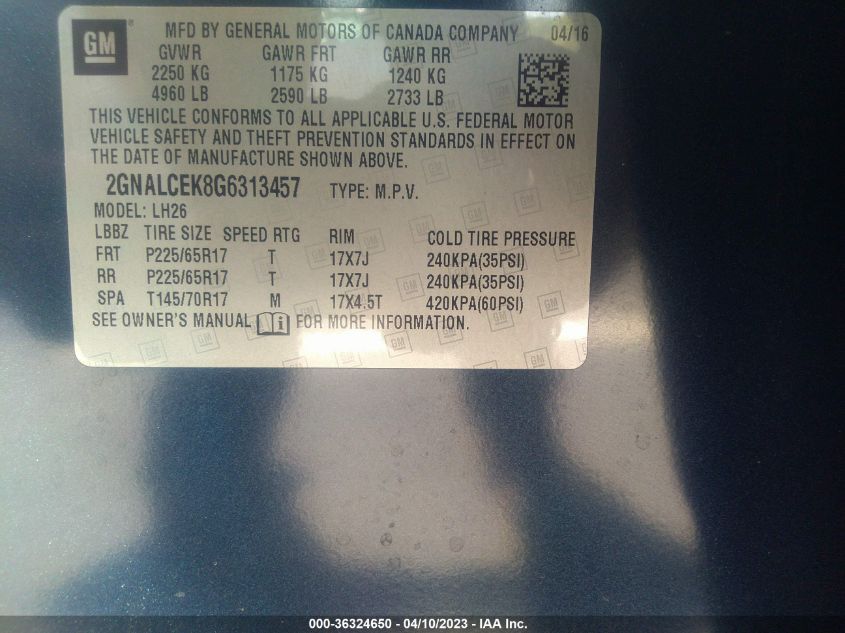 GM ® MFD BY GENERAL MOTORS OF CANADA COMPANY 04/16
GVWR GAWR FRT GAWR RR
2250 KG 1175 KG 1240 KG
4960 LB 2590 LB 2733 LB
THIS VEHICLE CONFORMS TO ALL APPLICABLE U.S. FEDERAL MOTOR
VEHICLE SAFETY AND THEFT PREVENTION STANDARDS IN EFFECT ON
THE DATE OF MANUFACTURE SHOWN ABOVE.
2GNALCEK8G6313457 TYPE: M.P.V.
MODEL: LH26
LBBZ TIRE SIZE SPEED RTG RIM COLD TIRE PRESSURE
FRT P225/65R17 T 17X7J 240KPA(35PSI)
RR P225/65R17 T 17X7J 240KPA(35PSI)
SPA T145/70R17 M 17X4.5T 420KPA(60PSI)
SEE OWNER'S MANUAL FOR MORE INFORMATION.
000-36324650 - 04/10/2023 - IAA Inc.